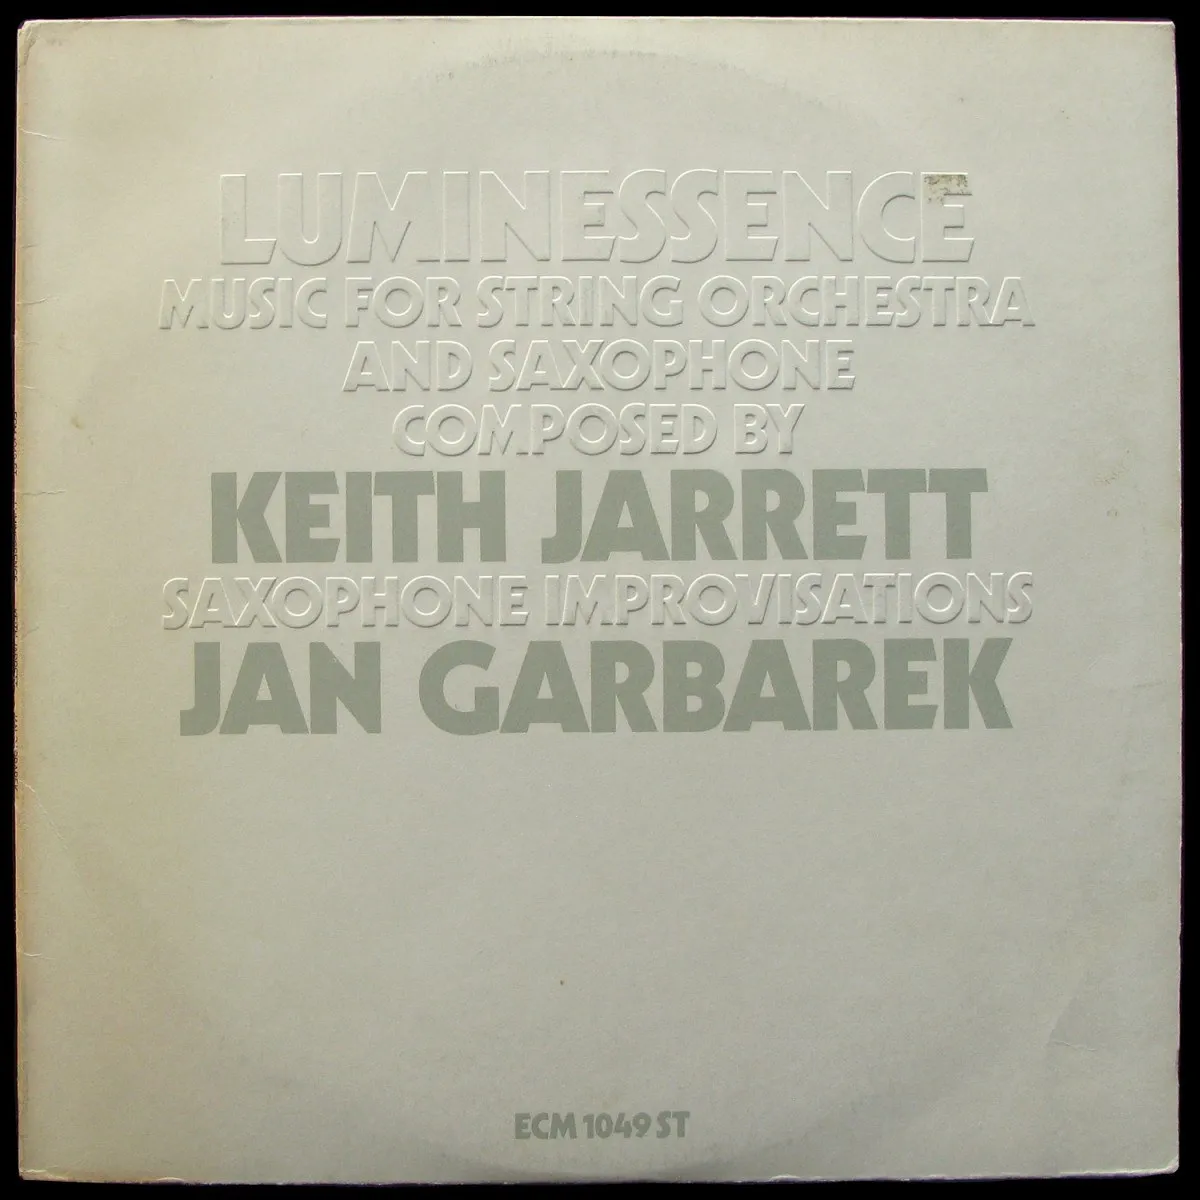 LUMINESSENCE
MUSIC FOR STRING ORCHESTRA
AND SAXOPHONE
COMPOSED BY
KEITH JARRETT
SAXOPHONE IMPROVISATIONS
JAN GARBAREK
ECM 1049 ST